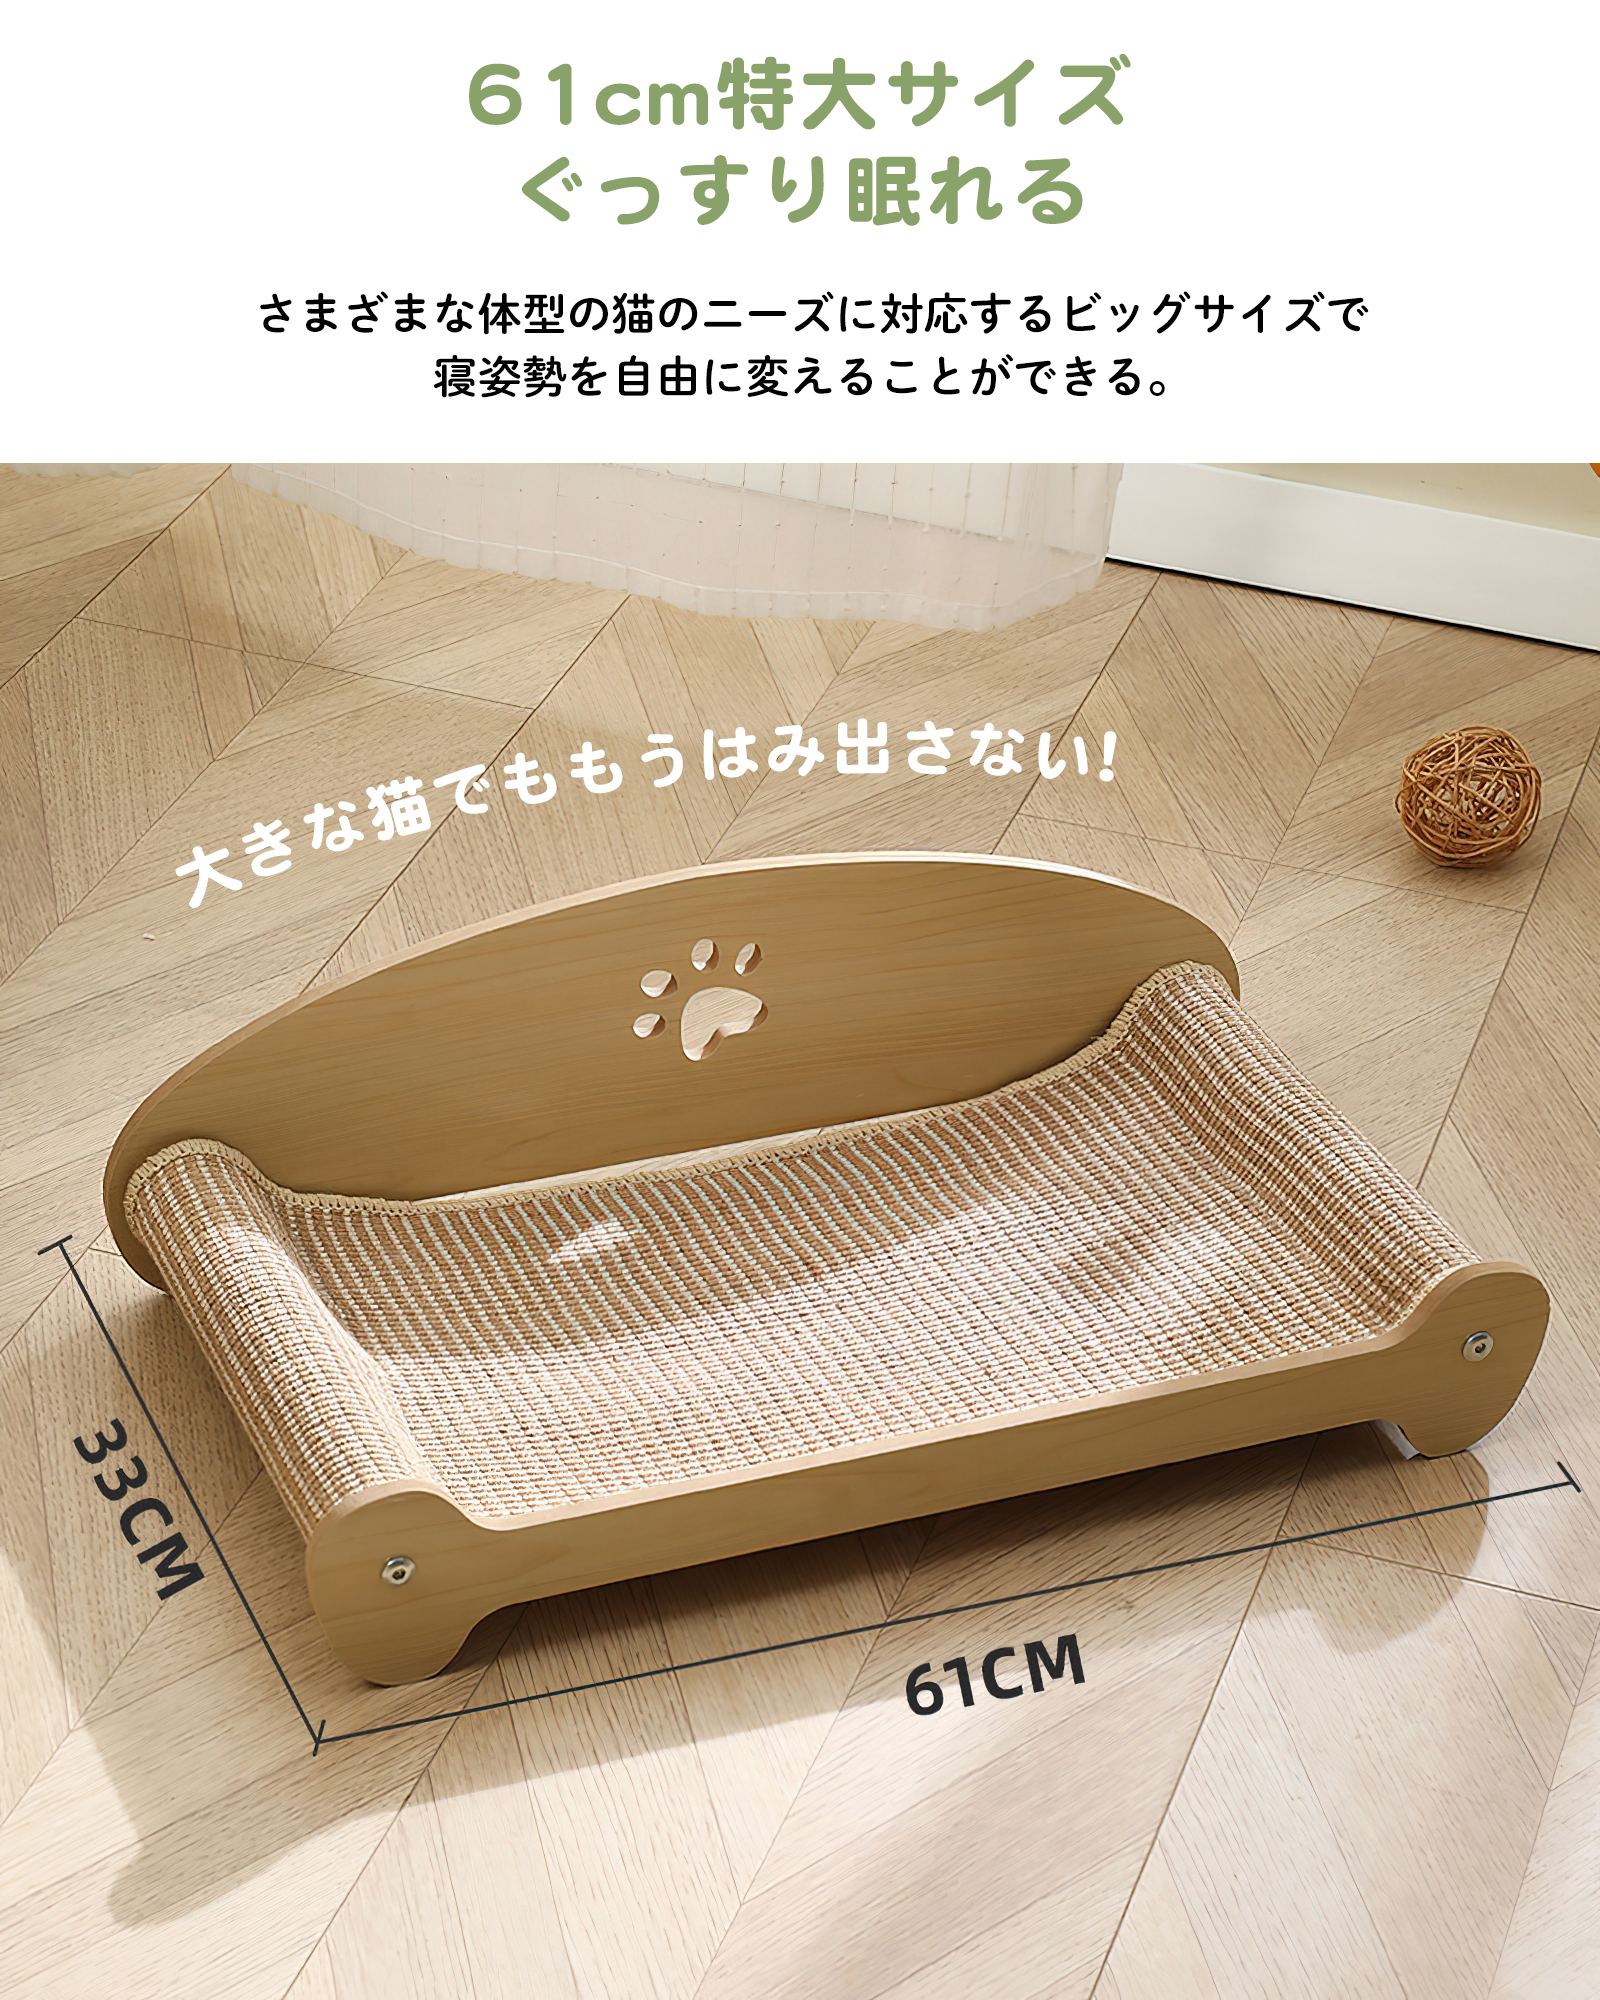 61cm特大サイズ
ぐっすり眠れる
さまざまな体型の猫のニーズに対応するビッグサイズで
寝姿勢を自由に変えることができる。
大きな猫でももうはみ出さない!
33CM
61CM